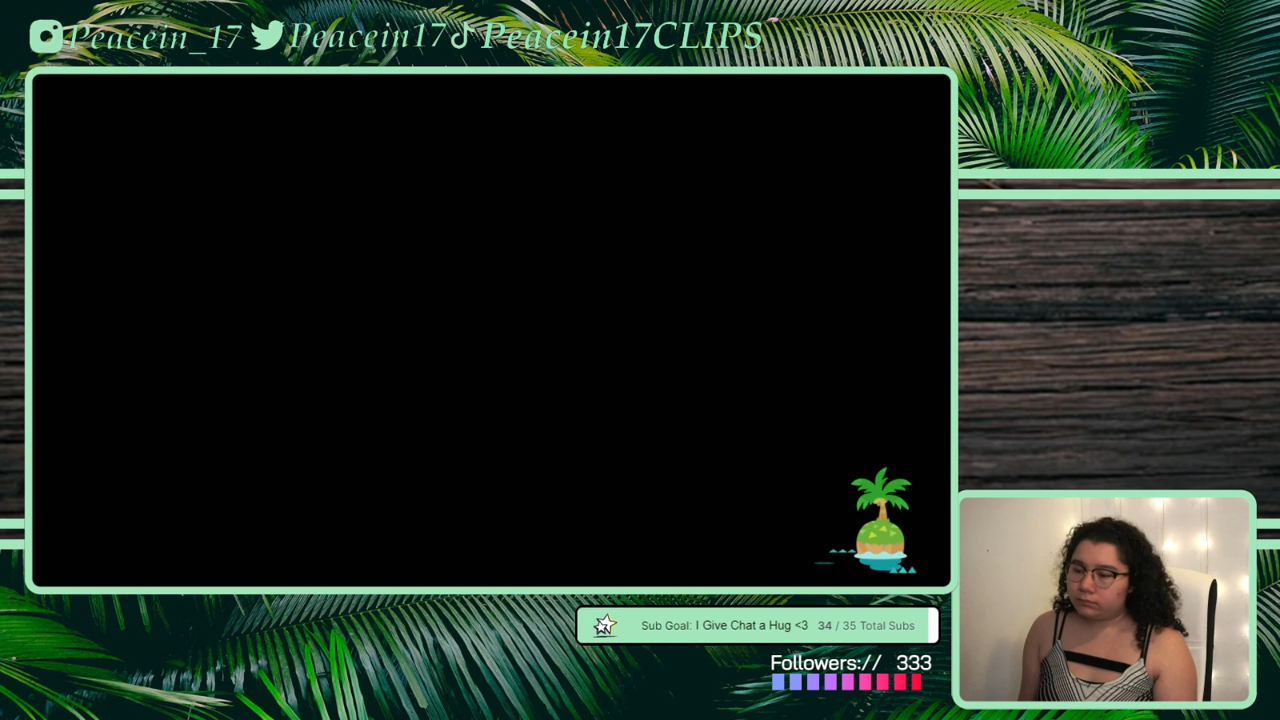 Peacein_17 Peacein17 Peacein17CLIPS
Sub Goal: I Give Chat a Hug <3 34 / 35 Total Subs
Followers:// 333